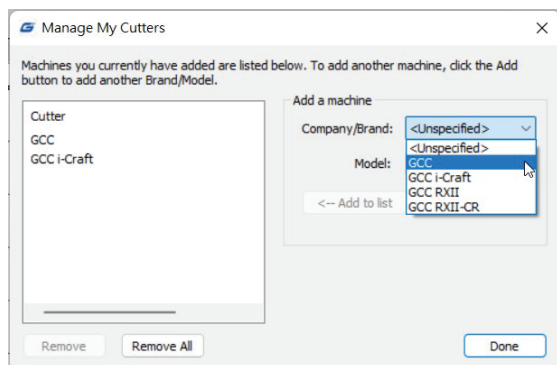 Manage My Cutters
Machines you currently have added are listed below. To add another machine, click the Add
button to add another Brand/Model.
Cutter
GCC
GCC i-Craft
Add a machine
Company/Brand: <Unspecified>
<Unspecified>
GCC
GCC i-Craft
GCC RXII
GCC RXII-CR
Model:
<-- Add to list
Remove
Remove All
Done